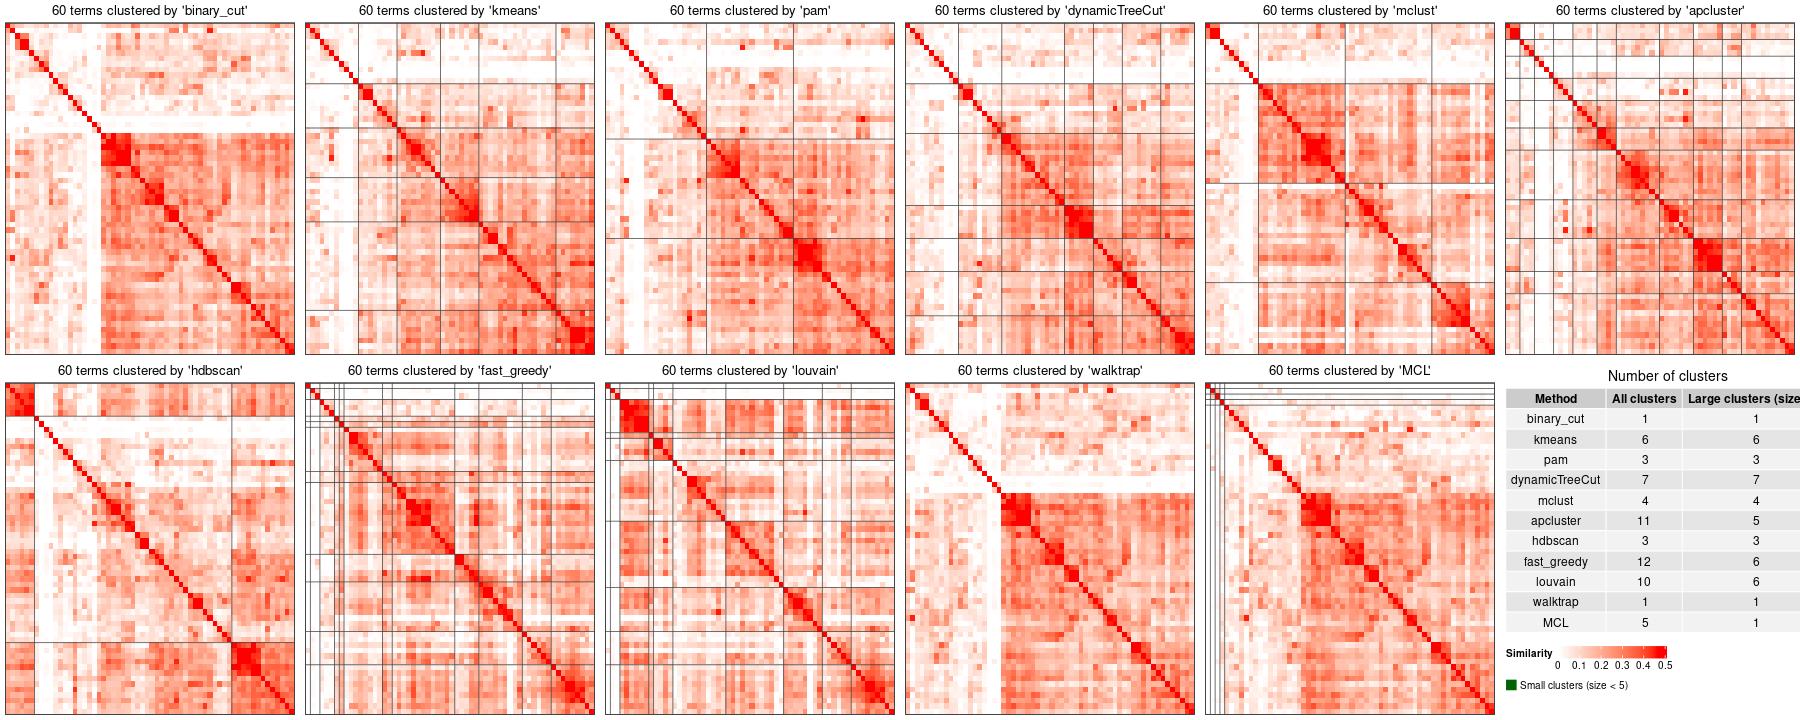 60 terms clustered by 'binary_cut'
60 terms clustered by 'kmeans'
60 terms clustered by 'pam'
60 terms clustered by 'dynamicTreeCut'
60 terms clustered by 'mclust'
60 terms clustered by 'apcluster'
60 terms clustered by 'hdbscan'
60 terms clustered by 'fast_greedy'
60 terms clustered by 'louvain'
60 terms clustered by 'walktrap'
60 terms clustered by 'MCL'
Number of clusters
Method All clusters Large clusters (size
binary_cut 1 1
kmeans 6 6
pam 3 3
dynamicTreeCut 7 7
mclust 4 4
apcluster 11 5
hdbscan 3 3
fast_greedy 12 6
louvain 10 6
walktrap 1 1
MCL 5 1
Similarity
0 0.1 0.2 0.3 0.4 0.5
Small clusters (size < 5)